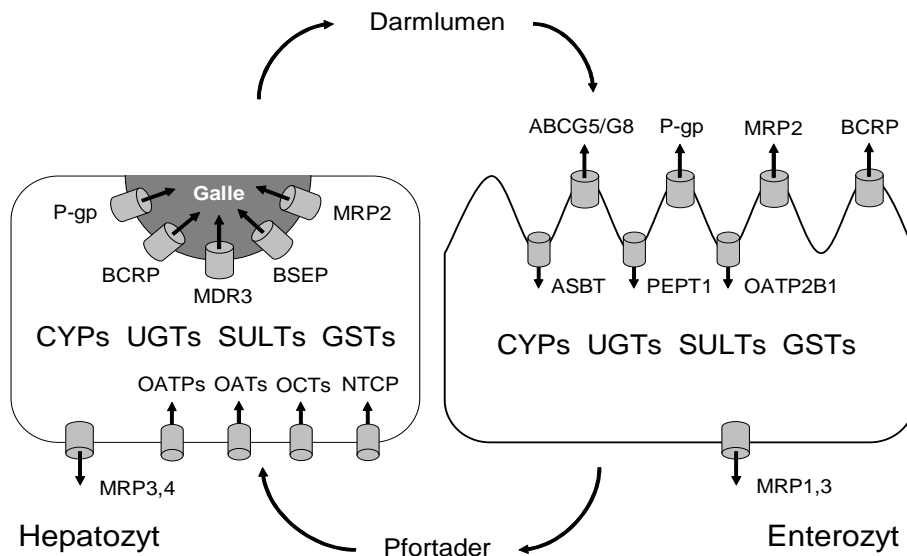 Darmlumen
ABCG5/G8 P-gp MRP2 BCRP
Galle
P-gp
MRP2
BCRP
BSEP
MDR3
ASBT PEPT1 OATP2B1
CYPs UGTs SULTs GSTs
CYPs UGTs SULTs GSTs
OATPs OATs OCTs NTCP
MRP3,4
MRP1,3
Hepatozyt
Pfortader
Enterozyt